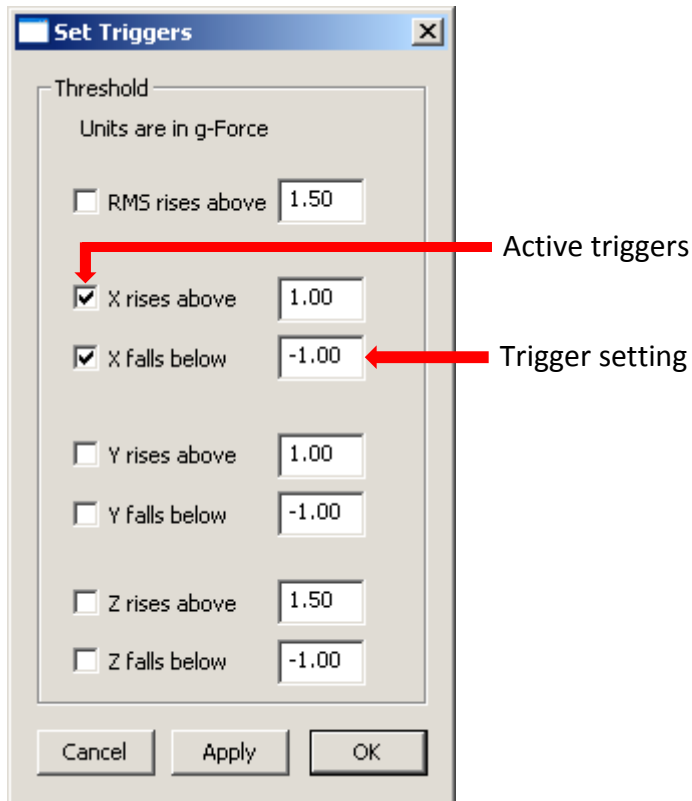 Set Triggers
Threshold
Units are in g-Force
RMS rises above 1.50
Active triggers
X rises above 1.00
X falls below -1.00 Trigger setting
Y rises above 1.00
Y falls below -1.00
Z rises above 1.50
Z falls below -1.00
Cancel Apply OK